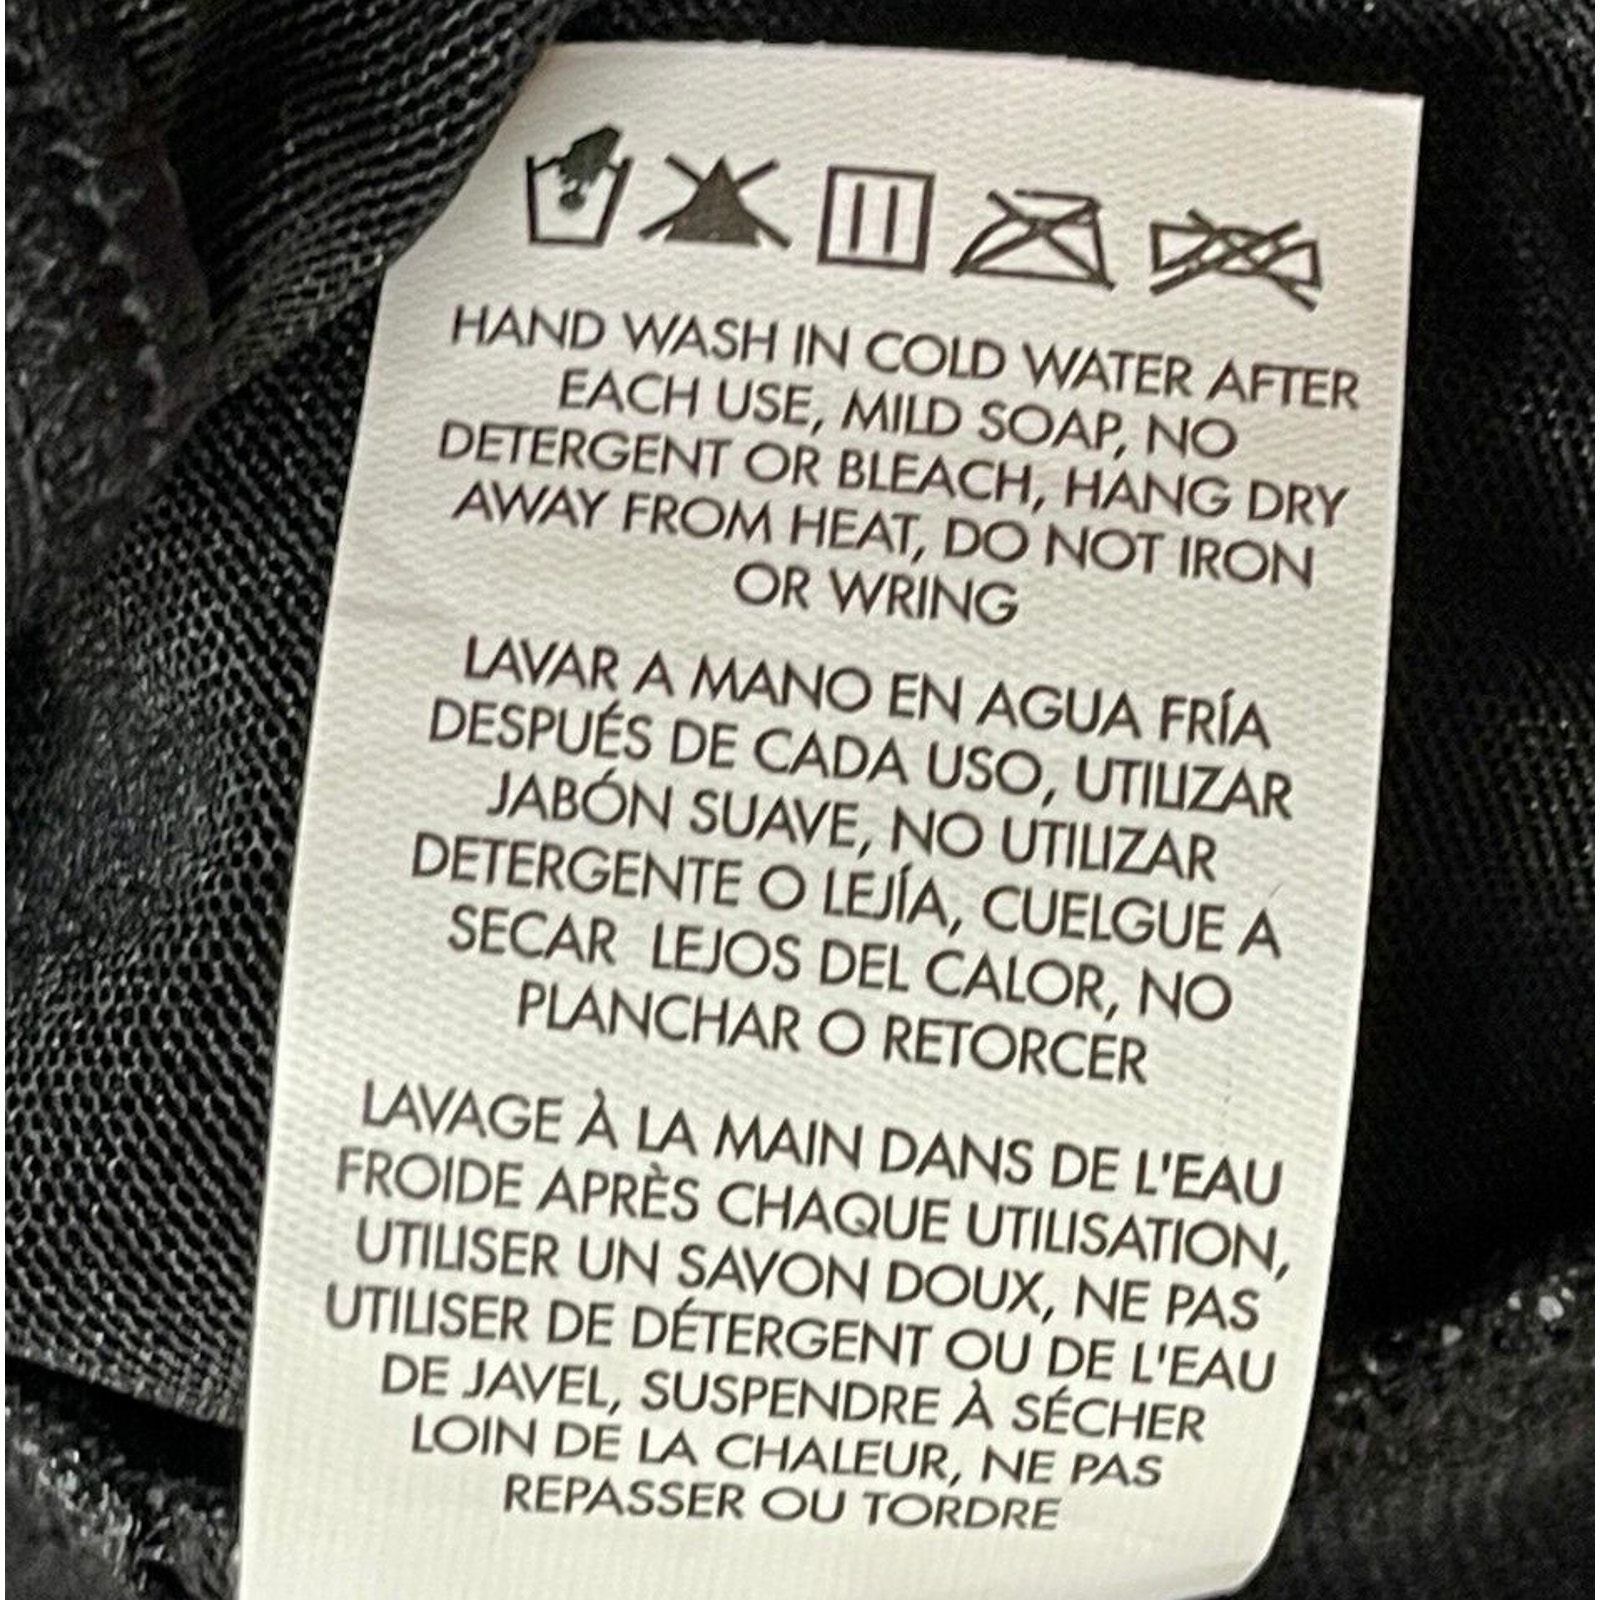 HAND WASH IN COLD WATER AFTER
EACH USE, MILD SOAP, NO
DETERGENT OR BLEACH, HANG DRY
AWAY FROM HEAT, DO NOT IRON
OR WRING
LAVAR A MANO EN AGUA FRÍA
DESPUÉS DE CADA USO, UTILIZAR
JABÓN SUAVE, NO UTILIZAR
DETERGENTE O LEJÍA, CUELGUE A
SECAR LEJOS DEL CALOR, NO
PLANCHAR O RETORCER
LAVAGE À LA MAIN DANS DE L'EAU
FROIDE APRÈS CHAQUE UTILISATION,
UTILISER UN SAVON DOUX, NE PAS
UTILISER DE DÉTERGENT OU DE L'EAU
DE JAVEL, SUSPENDRE À SÉCHER
LOIN DE LA CHALEUR, NE PAS
REPASSER OU TORDRE